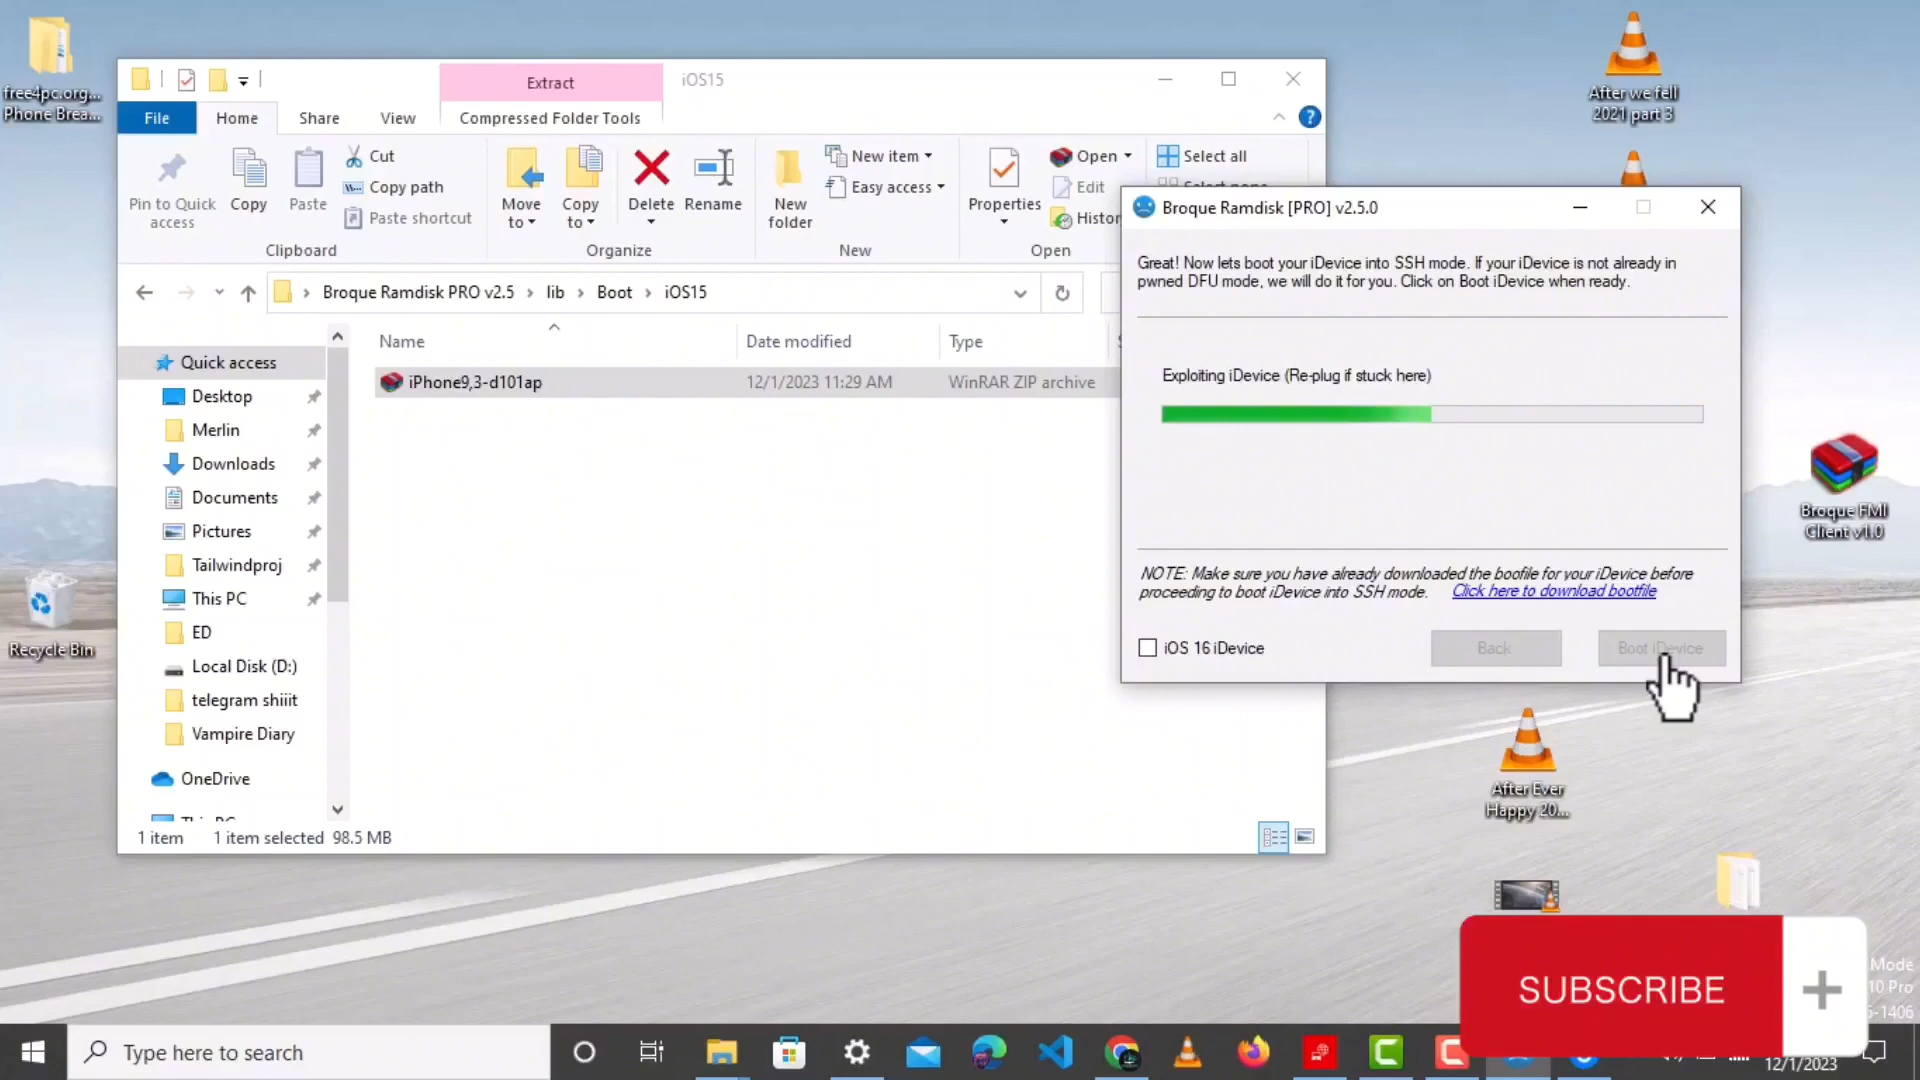 free4pc.org...
Phone Brea...
Recycle Bin
Extract
iOS15
File
Home
Share
View
Compressed Folder Tools
Pin to Quick
access
Copy
Paste
Cut
Copy path
Paste shortcut
Clipboard
Move
to
Copy
to
Delete
Rename
Organize
New
folder
New item
Easy access
New
Properties
Open
Edit
Open
Select all
Broque Ramdisk PRO v2.5
lib
Boot
iOS15
Name
Date modified
Type
iPhone9,3-d101ap
12/1/2023 11:29 AM
WinRAR ZIP archive
Quick access
Desktop
Merlin
Downloads
Documents
Pictures
Tailwindproj
This PC
ED
Local Disk (D:)
telegram shiiit
Vampire Diary
OneDrive
This PC
1 item
1 item selected
98.5 MB
Broque Ramdisk [PRO] v2.5.0
Great! Now lets boot your iDevice into SSH mode. If your iDevice is not already in
pwned DFU mode, we will do it for you. Click on Boot iDevice when ready.
Exploiting iDevice (Re-plug if stuck here)
NOTE: Make sure you have already downloaded the boofile for your iDevice before
proceeding to boot iDevice into SSH mode. Click here to download bootfile
iOS 16 iDevice
Back
Boot iDevice
After we fell
2021 part 3
Broque FMI
Client v1.0
After Ever
Happy 20...
SUBSCRIBE
Mode
10 Pro
Type here to search
12/1/2023